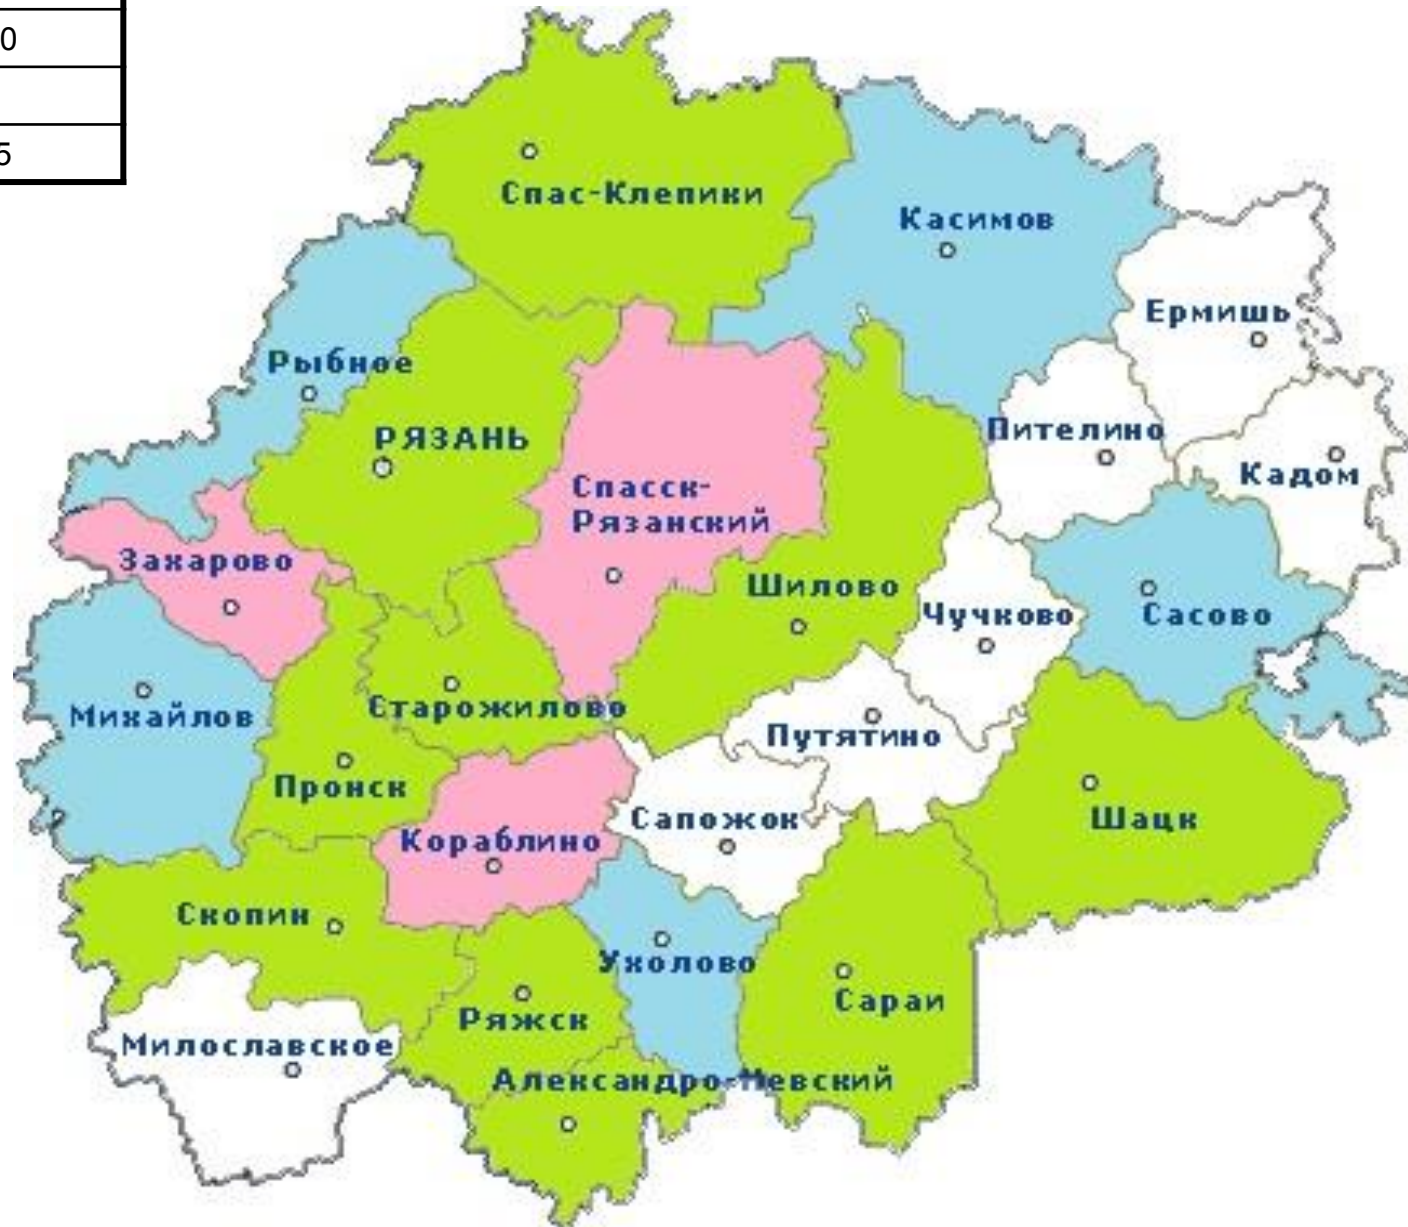 0
5
Спас-Клепики
Касимов
Ермишь
Рыбное
Пителино
РЯЗАНЬ
Кадом
Спасск-
Рязанский
Захарово
Шилово
Чучково
Сасово
Старожилово
Михайлов
Путятино
Пронск
Сапожок
Шацк
Кораблино
Скопин
Ухолово
Сараи
Ряжск
Милославское
Александро-Невский